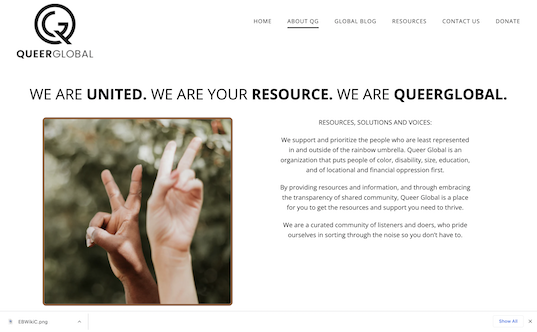 HOME ABOUT QG GLOBAL BLOG RESOURCES CONTACT US DONATE
QUEERGLOBAL
WE ARE UNITED. WE ARE YOUR RESOURCE. WE ARE QUEERGLOBAL.
RESOURCES, SOLUTIONS AND VOICES:
We support and prioritize the people who are least represented
in and outside of the rainbow umbrella. Queer Global is an
organization that puts people of color, disability, size, education,
and of locational and financial oppression first.
By providing resources and information, and through embracing
the transparency of shared community, Queer Global is a place
for you to get the resources and support you need to thrive.
We are a curated community of listeners and doers, who pride
ourselves in sorting through the noise so you don't have to.
EBWikiC.png
Show All